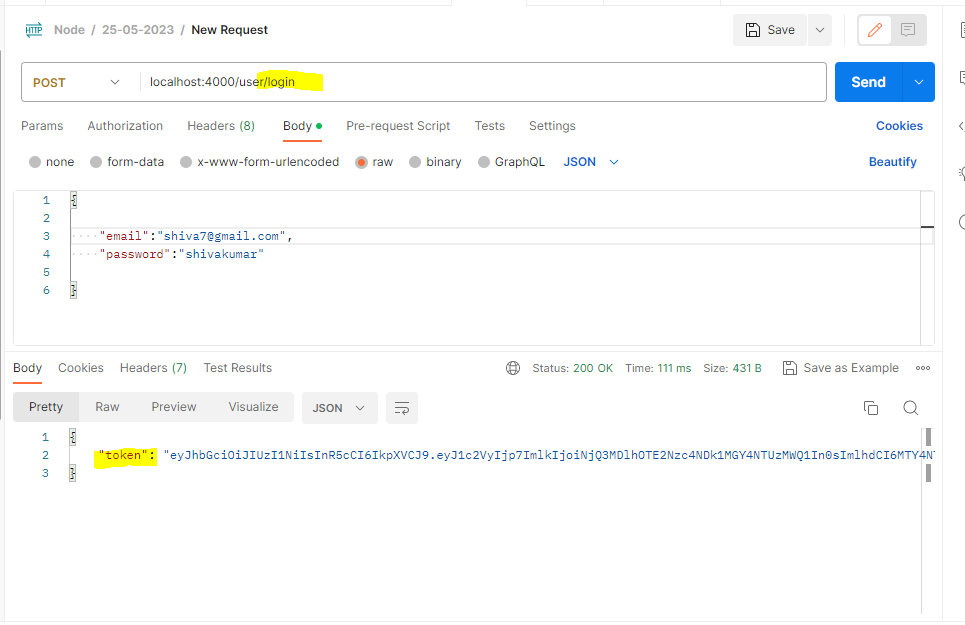 HTTP Node / 25-05-2023 / New Request Save
POST localhost:4000/user/login Send
Params Authorization Headers (8) Body Pre-request Script Tests Settings Cookies
none form-data x-www-form-urlencoded raw binary GraphQL JSON Beautify
1 {
2
3 "email":"shiva7@gmail.com",
4 "password":"shivakumar"
5
6 }
Body Cookies Headers (7) Test Results Status: 200 OK Time: 111 ms Size: 431 B Save as Example
Pretty Raw Preview Visualize JSON
1 {
2 "token": "eyJhbGciOiJIUzI1NiIsInR5cCI6IkpXVCJ9.eyJ1c2VyIjp7ImlkIjoiNjQ3MDlhOTE2Nzc4NDk1MGY4NTUzMWQ1In0sImlhdCI6MTY4N
3 }